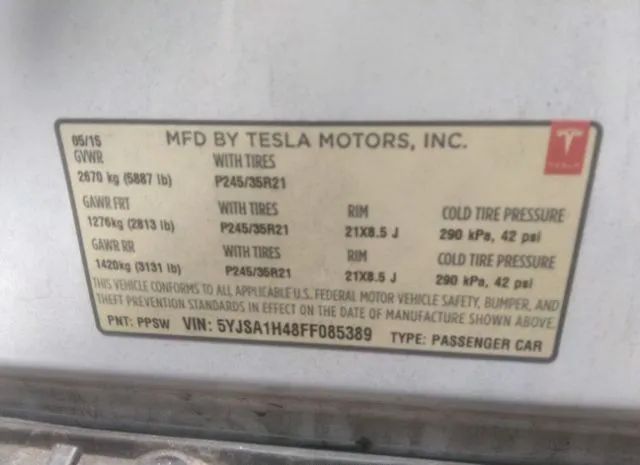 05/15 MFD BY TESLA MOTORS, INC.
TESLA
GVWR WITH TIRES
2670 kg (5887 lb) P245/35R21
GAWR FRT WITH TIRES RIM COLD TIRE PRESSURE
1276kg (2813 lb) P245/35R21 21X8.5 J 290 kPa, 42 psi
GAWR RR WITH TIRES RIM COLD TIRE PRESSURE
1420kg (3131 lb) P245/35R21 21X8.5 J 290 kPa, 42 psi
THIS VEHICLE CONFORMS TO ALL APPLICABLE U.S. FEDERAL MOTOR VEHICLE SAFETY, BUMPER, AND
THEFT PREVENTION STANDARDS IN EFFECT ON THE DATE OF MANUFACTURE SHOWN ABOVE.
PNT: PPSW VIN: 5YJSA1H48FF085389 TYPE: PASSENGER CAR